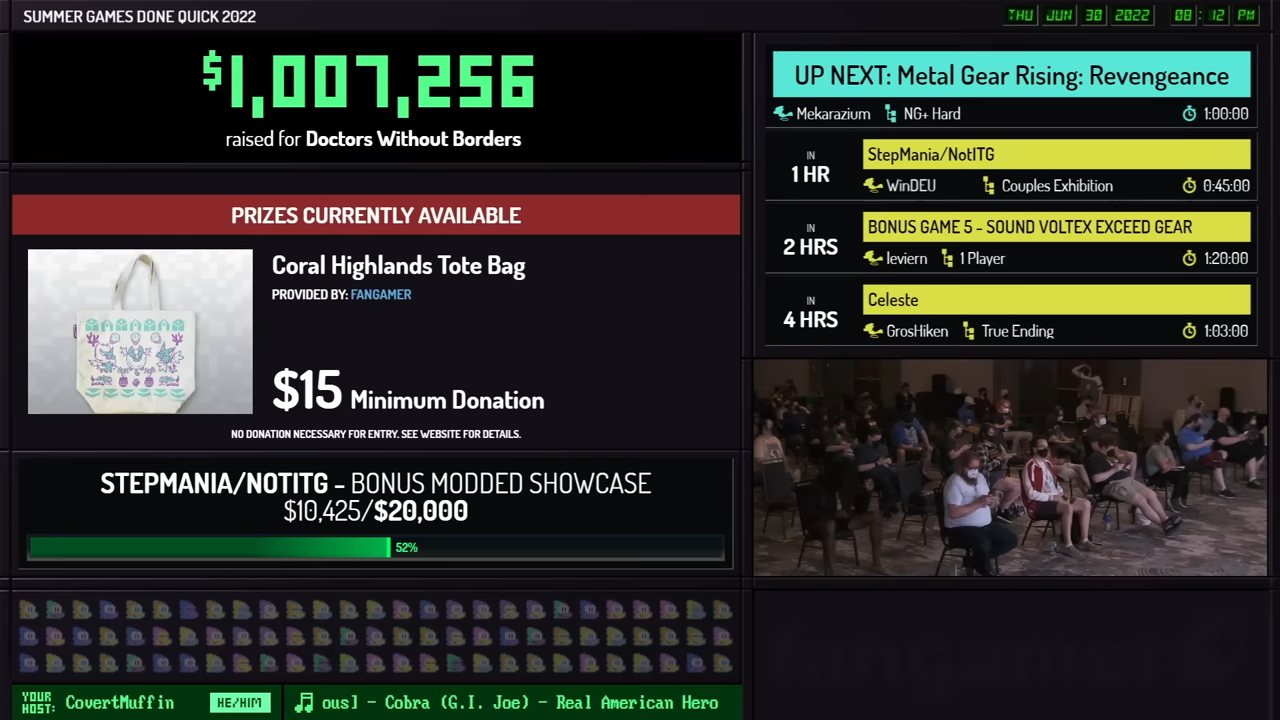 SUMMER GAMES DONE QUICK 2022
THU JUN 30 2022 08:12 PM
$1,007,256
raised for Doctors Without Borders
PRIZES CURRENTLY AVAILABLE
Coral Highlands Tote Bag
PROVIDED BY: FANGAMER
$15 Minimum Donation
NO DONATION NECESSARY FOR ENTRY. SEE WEBSITE FOR DETAILS.
STEPMANIA/NOTITG - BONUS MODDED SHOWCASE
$10,425/$20,000
52%
UP NEXT: Metal Gear Rising: Revengeance
Mekarazium NG+ Hard 1:00:00
IN 1 HR
StepMania/NotITG
WinDEU Couples Exhibition 0:45:00
IN 2 HRS
BONUS GAME 5 - SOUND VOLTEX EXCEED GEAR
leviern 1 Player 1:20:00
IN 4 HRS
Celeste
GrosHiken True Ending 1:03:00
fangamer
YOUR HOST: CovertMuffin HE/HIM
ous] - Cobra (G.I. Joe) - Real American Hero